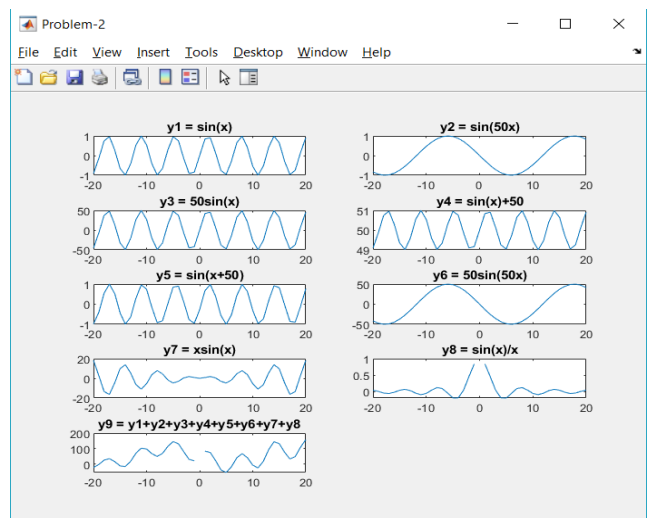 Problem-2
File Edit View Insert Tools Desktop Window Help
y1 = sin(x)
1
0
-1
-20 -10 0 10 20
y2 = sin(50x)
1
0
-1
-20 -10 0 10 20
y3 = 50sin(x)
50
0
-50
-20 -10 0 10 20
y4 = sin(x)+50
51
50
49
-20 -10 0 10 20
y5 = sin(x+50)
1
0
-1
-20 -10 0 10 20
y6 = 50sin(50x)
50
0
-50
-20 -10 0 10 20
y7 = xsin(x)
20
0
-20
-20 -10 0 10 20
y8 = sin(x)/x
1
0.5
0
-20 -10 0 10 20
y9 = y1+y2+y3+y4+y5+y6+y7+y8
200
100
0
-20 -10 0 10 20